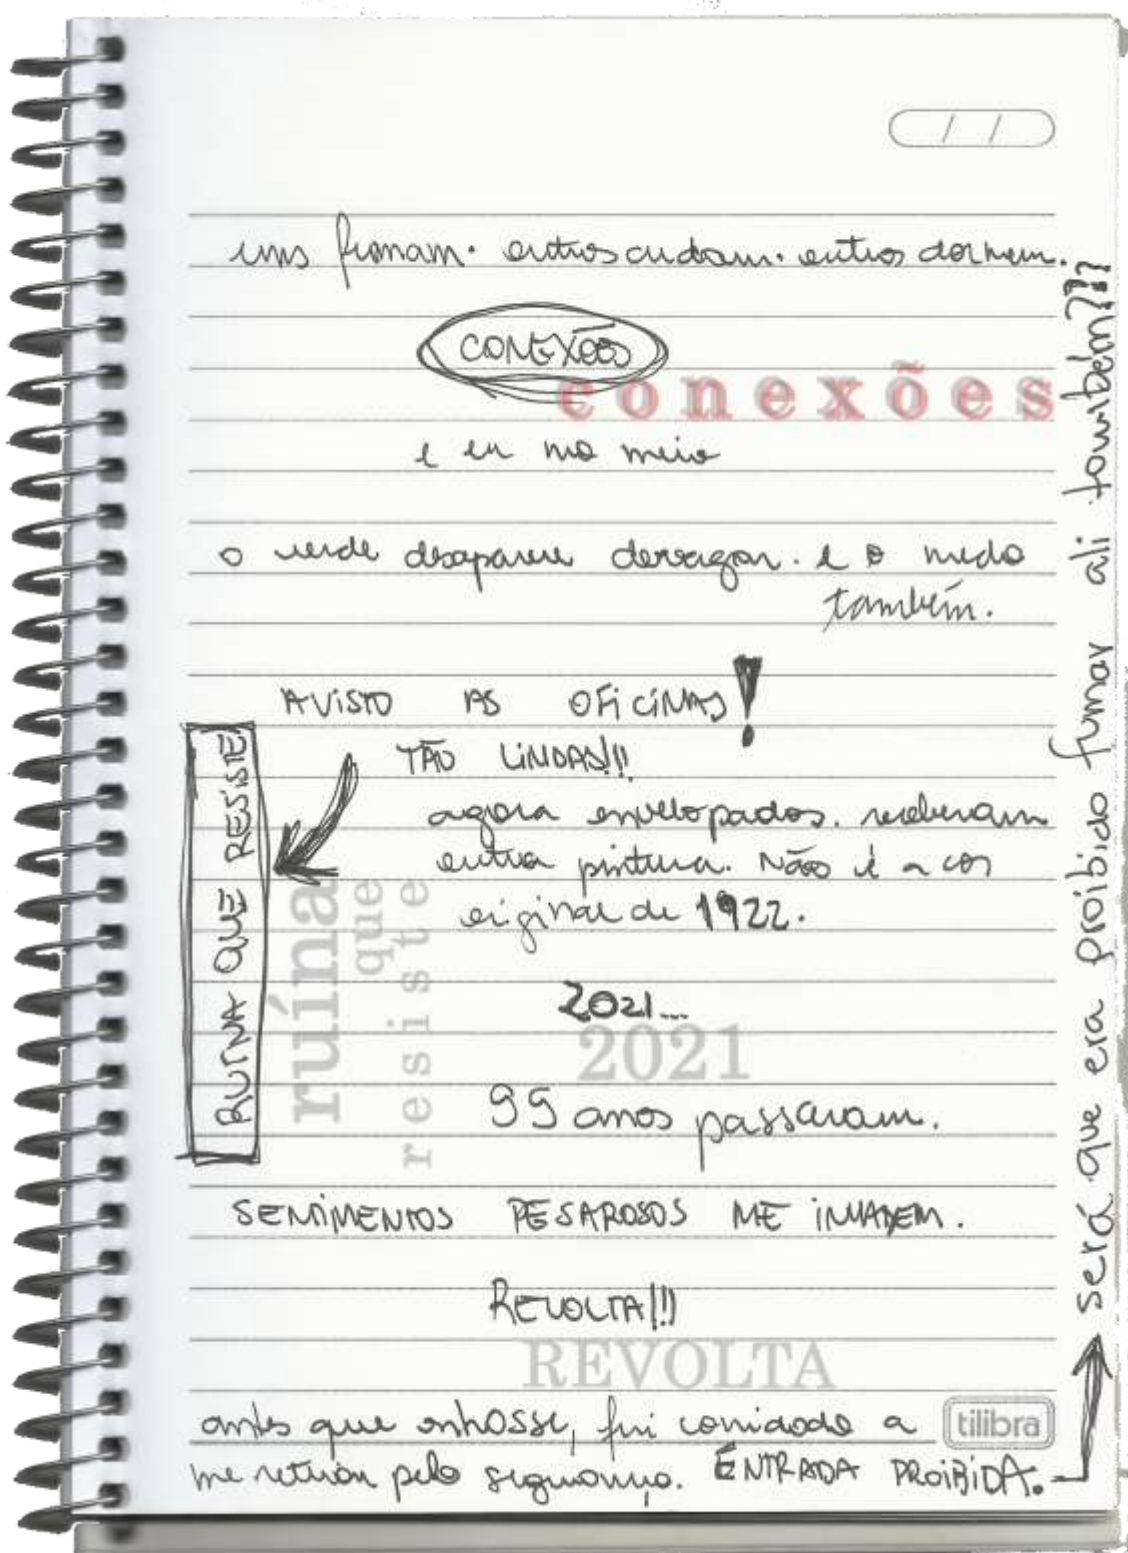 / /
uns fumam. outros andam. outros dormem.
CONEXÕES
conexões
e eu no meio
o verde desaparece devagar. e o medo
também.
AVISTO AS OFICINAS!
TÃO LINDAS!!!
agora envelopados. receberam
outra pintura. Não é a cor
original de 1922.
RUÍNA QUE RESISTE
ruína
que
resiste
2021...
2021
99 anos passaram.
SENTIMENTOS PESAROSOS ME INVADEM.
REVOLTA!!!
REVOLTA
antes que entrasse, fui convidado a
tilibra
me retirar pelo segurança. ENTRADA PROIBIDA.
será que era proibido fumar ali também???